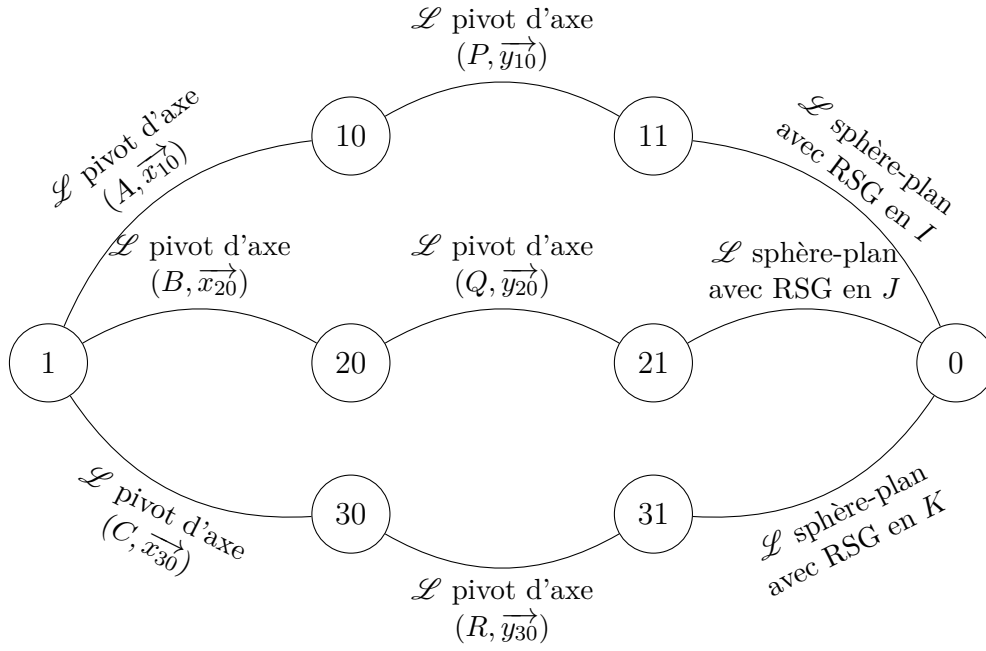 ℒ pivot d'axe
(P, y₁₀)
ℒ pivot d'axe
(A, x₁₀)
10
11
ℒ sphère-plan
avec RSG en I
ℒ pivot d'axe
(B, x₂₀)
ℒ pivot d'axe
(Q, y₂₀)
ℒ sphère-plan
avec RSG en J
1
20
21
0
ℒ pivot d'axe
(C, x₃₀)
30
31
ℒ sphère-plan
avec RSG en K
ℒ pivot d'axe
(R, y₃₀)